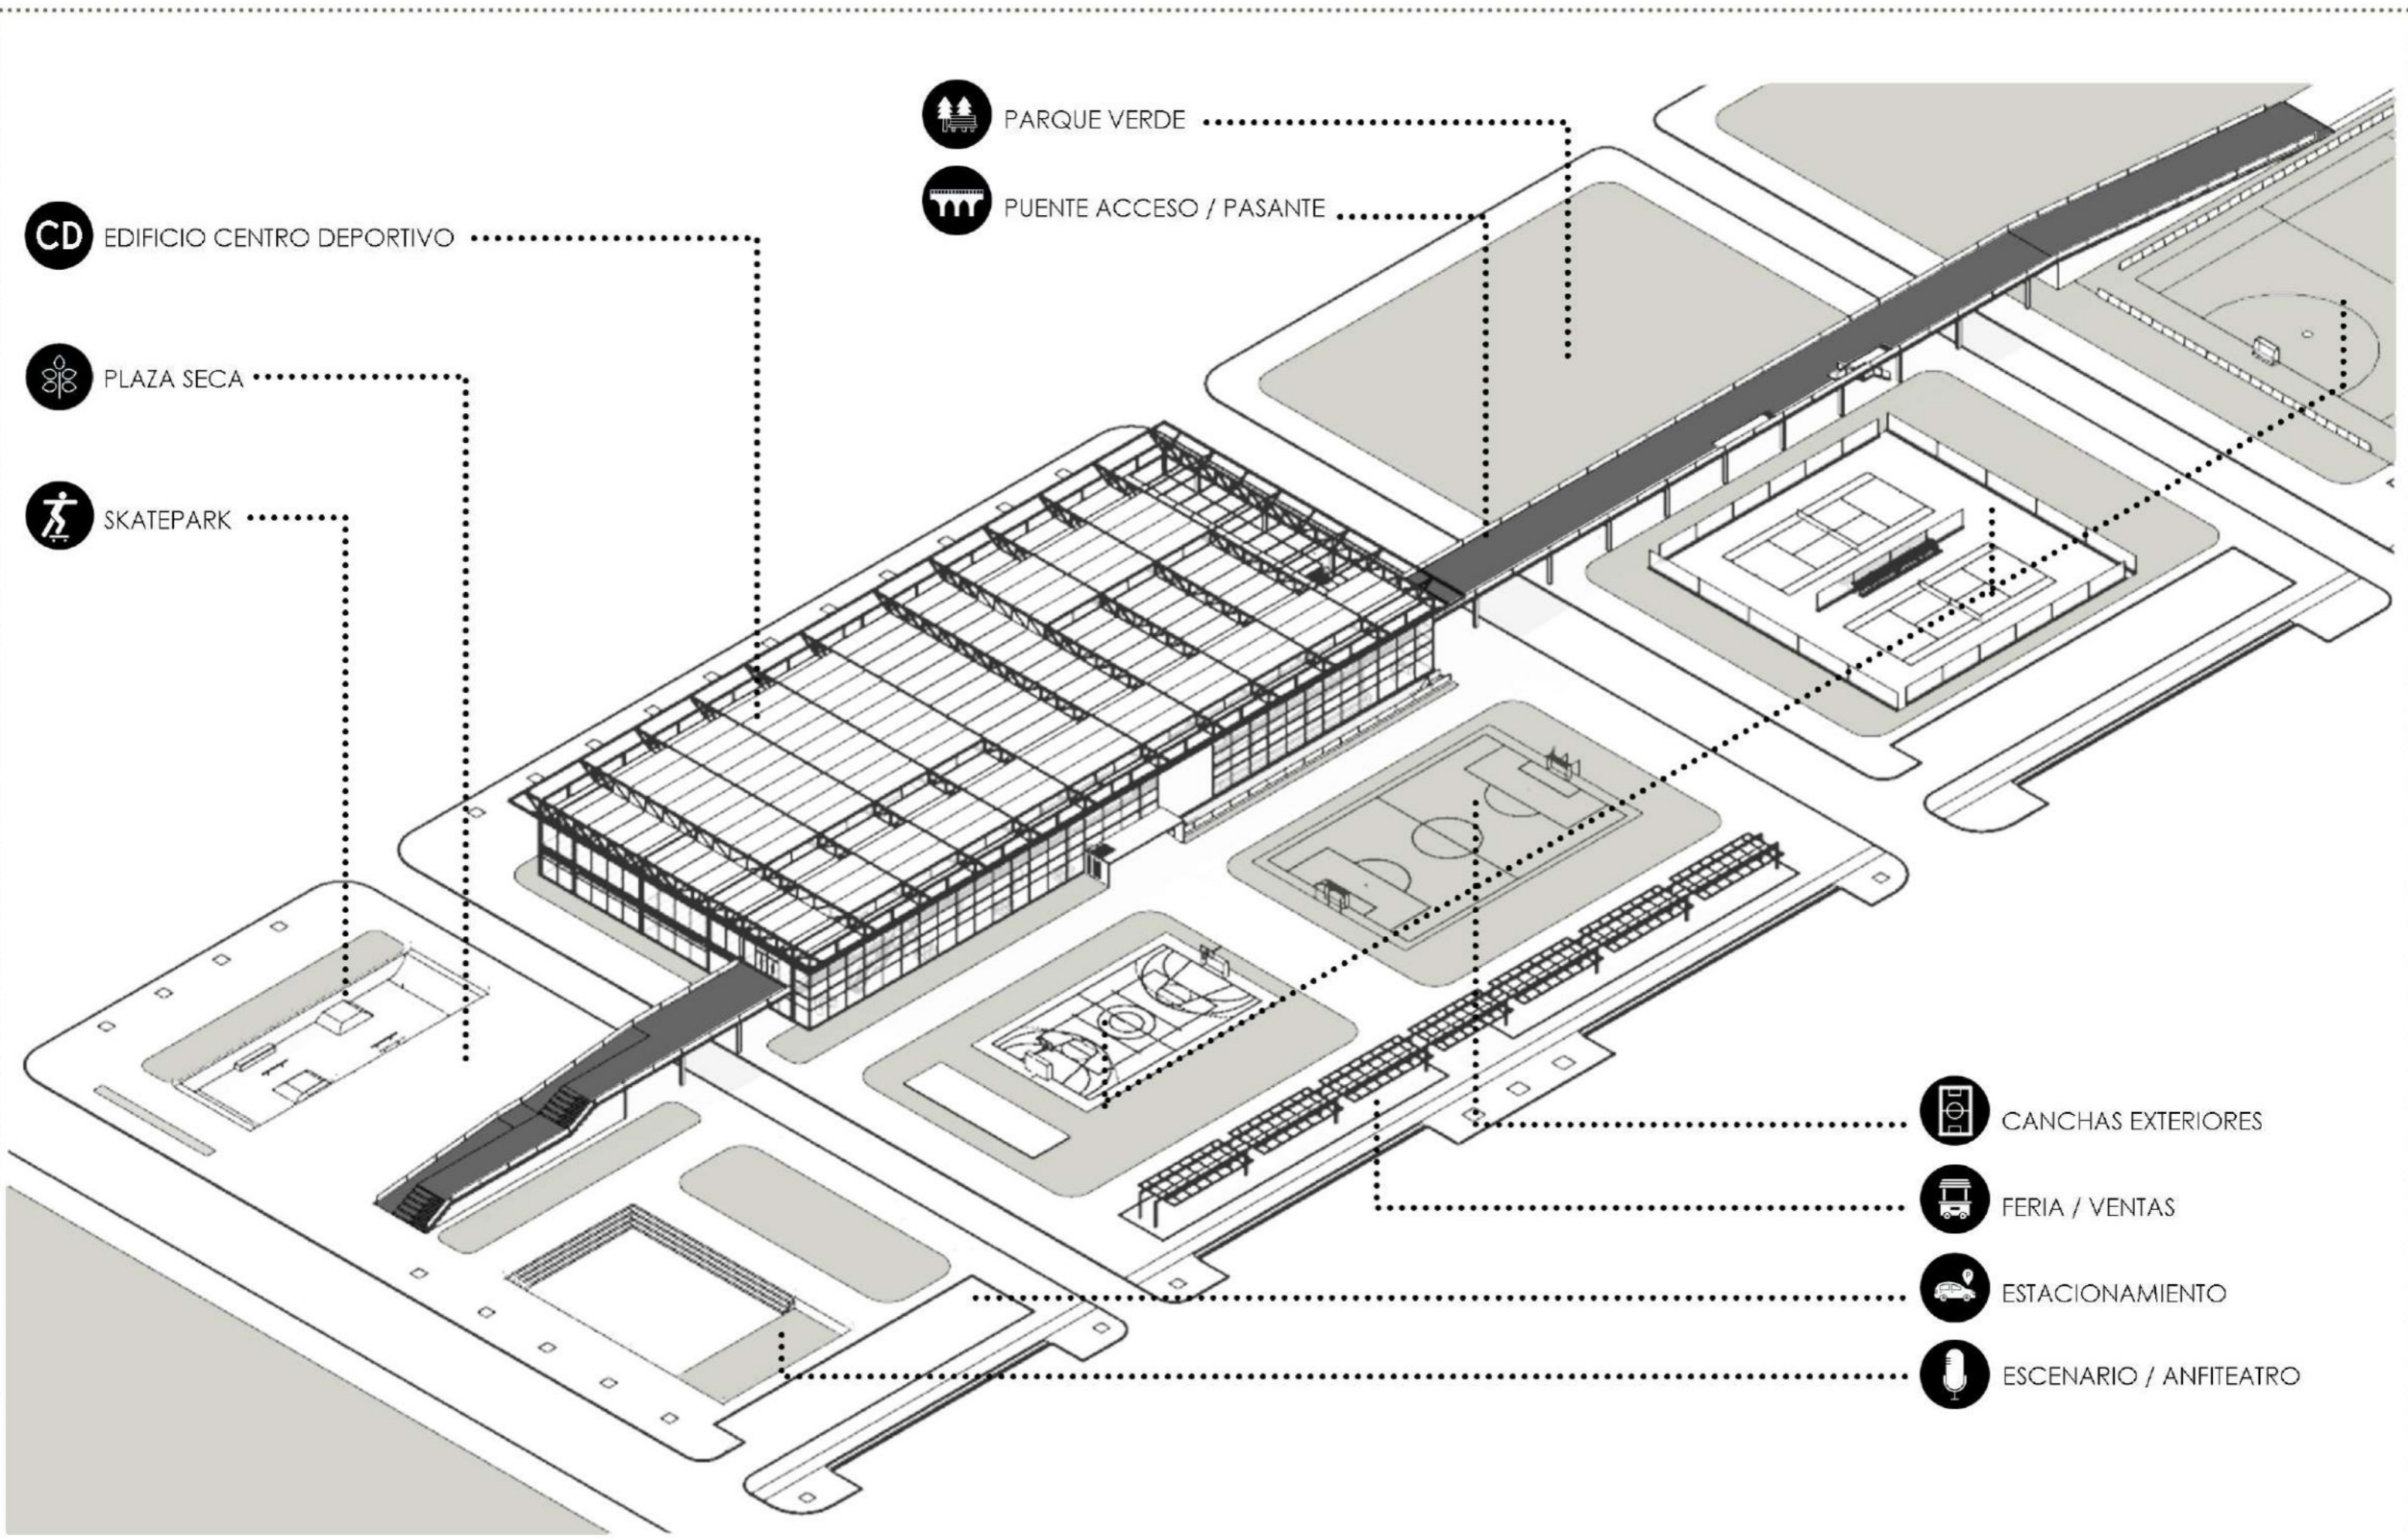 PARQUE VERDE
PUENTE ACCESO / PASANTE
CD EDIFICIO CENTRO DEPORTIVO
PLAZA SECA
SKATEPARK
CANCHAS EXTERIORES
FERIA / VENTAS
P
ESTACIONAMIENTO
ESCENARIO / ANFITEATRO